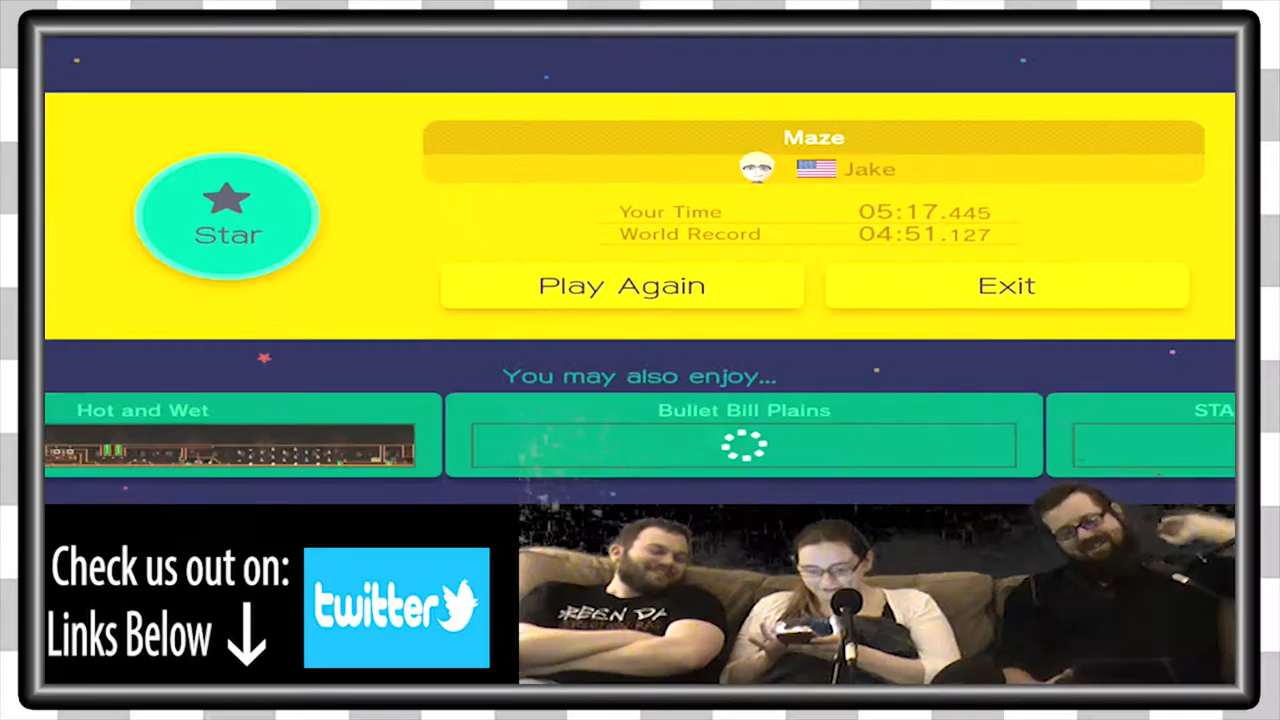 Maze
Jake
Star
Your Time 05:17.445
World Record 04:51.127
Play Again
Exit
You may also enjoy...
Hot and Wet
Bullet Bill Plains
STA
Check us out on:
Links Below
twitter